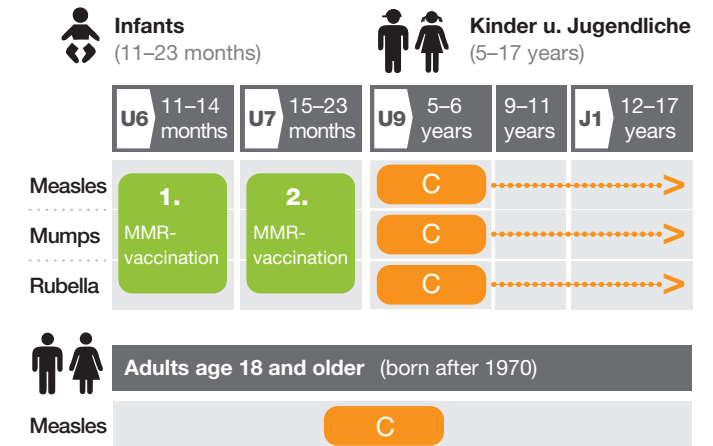 Infants
(11–23 months)
Kinder u. Jugendliche
(5–17 years)
U6 11–14 months
U7 15–23 months
U9 5–6 years
9–11 years
J1 12–17 years
Measles
Mumps
Rubella
1.
MMR-
vaccination
2.
MMR-
vaccination
C
C
C
Adults age 18 and older (born after 1970)
Measles C